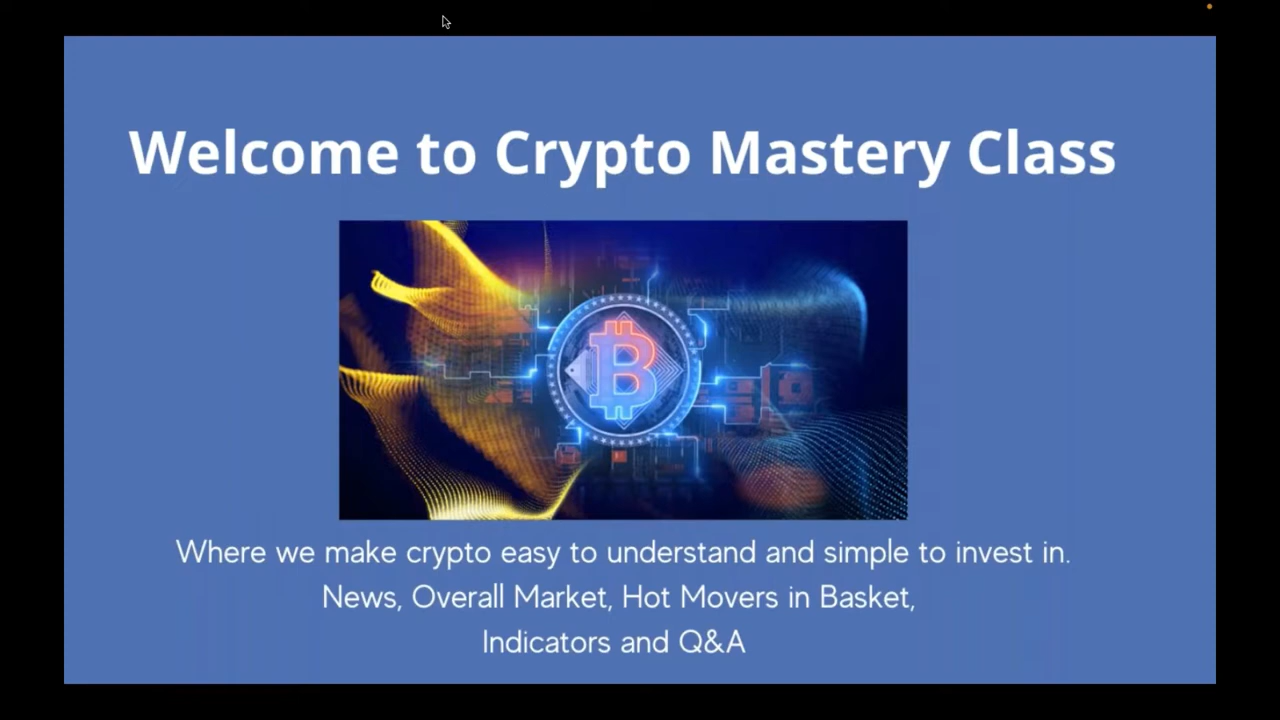 Welcome to Crypto Mastery Class
Where we make crypto easy to understand and simple to invest in.
News, Overall Market, Hot Movers in Basket,
Indicators and Q&A